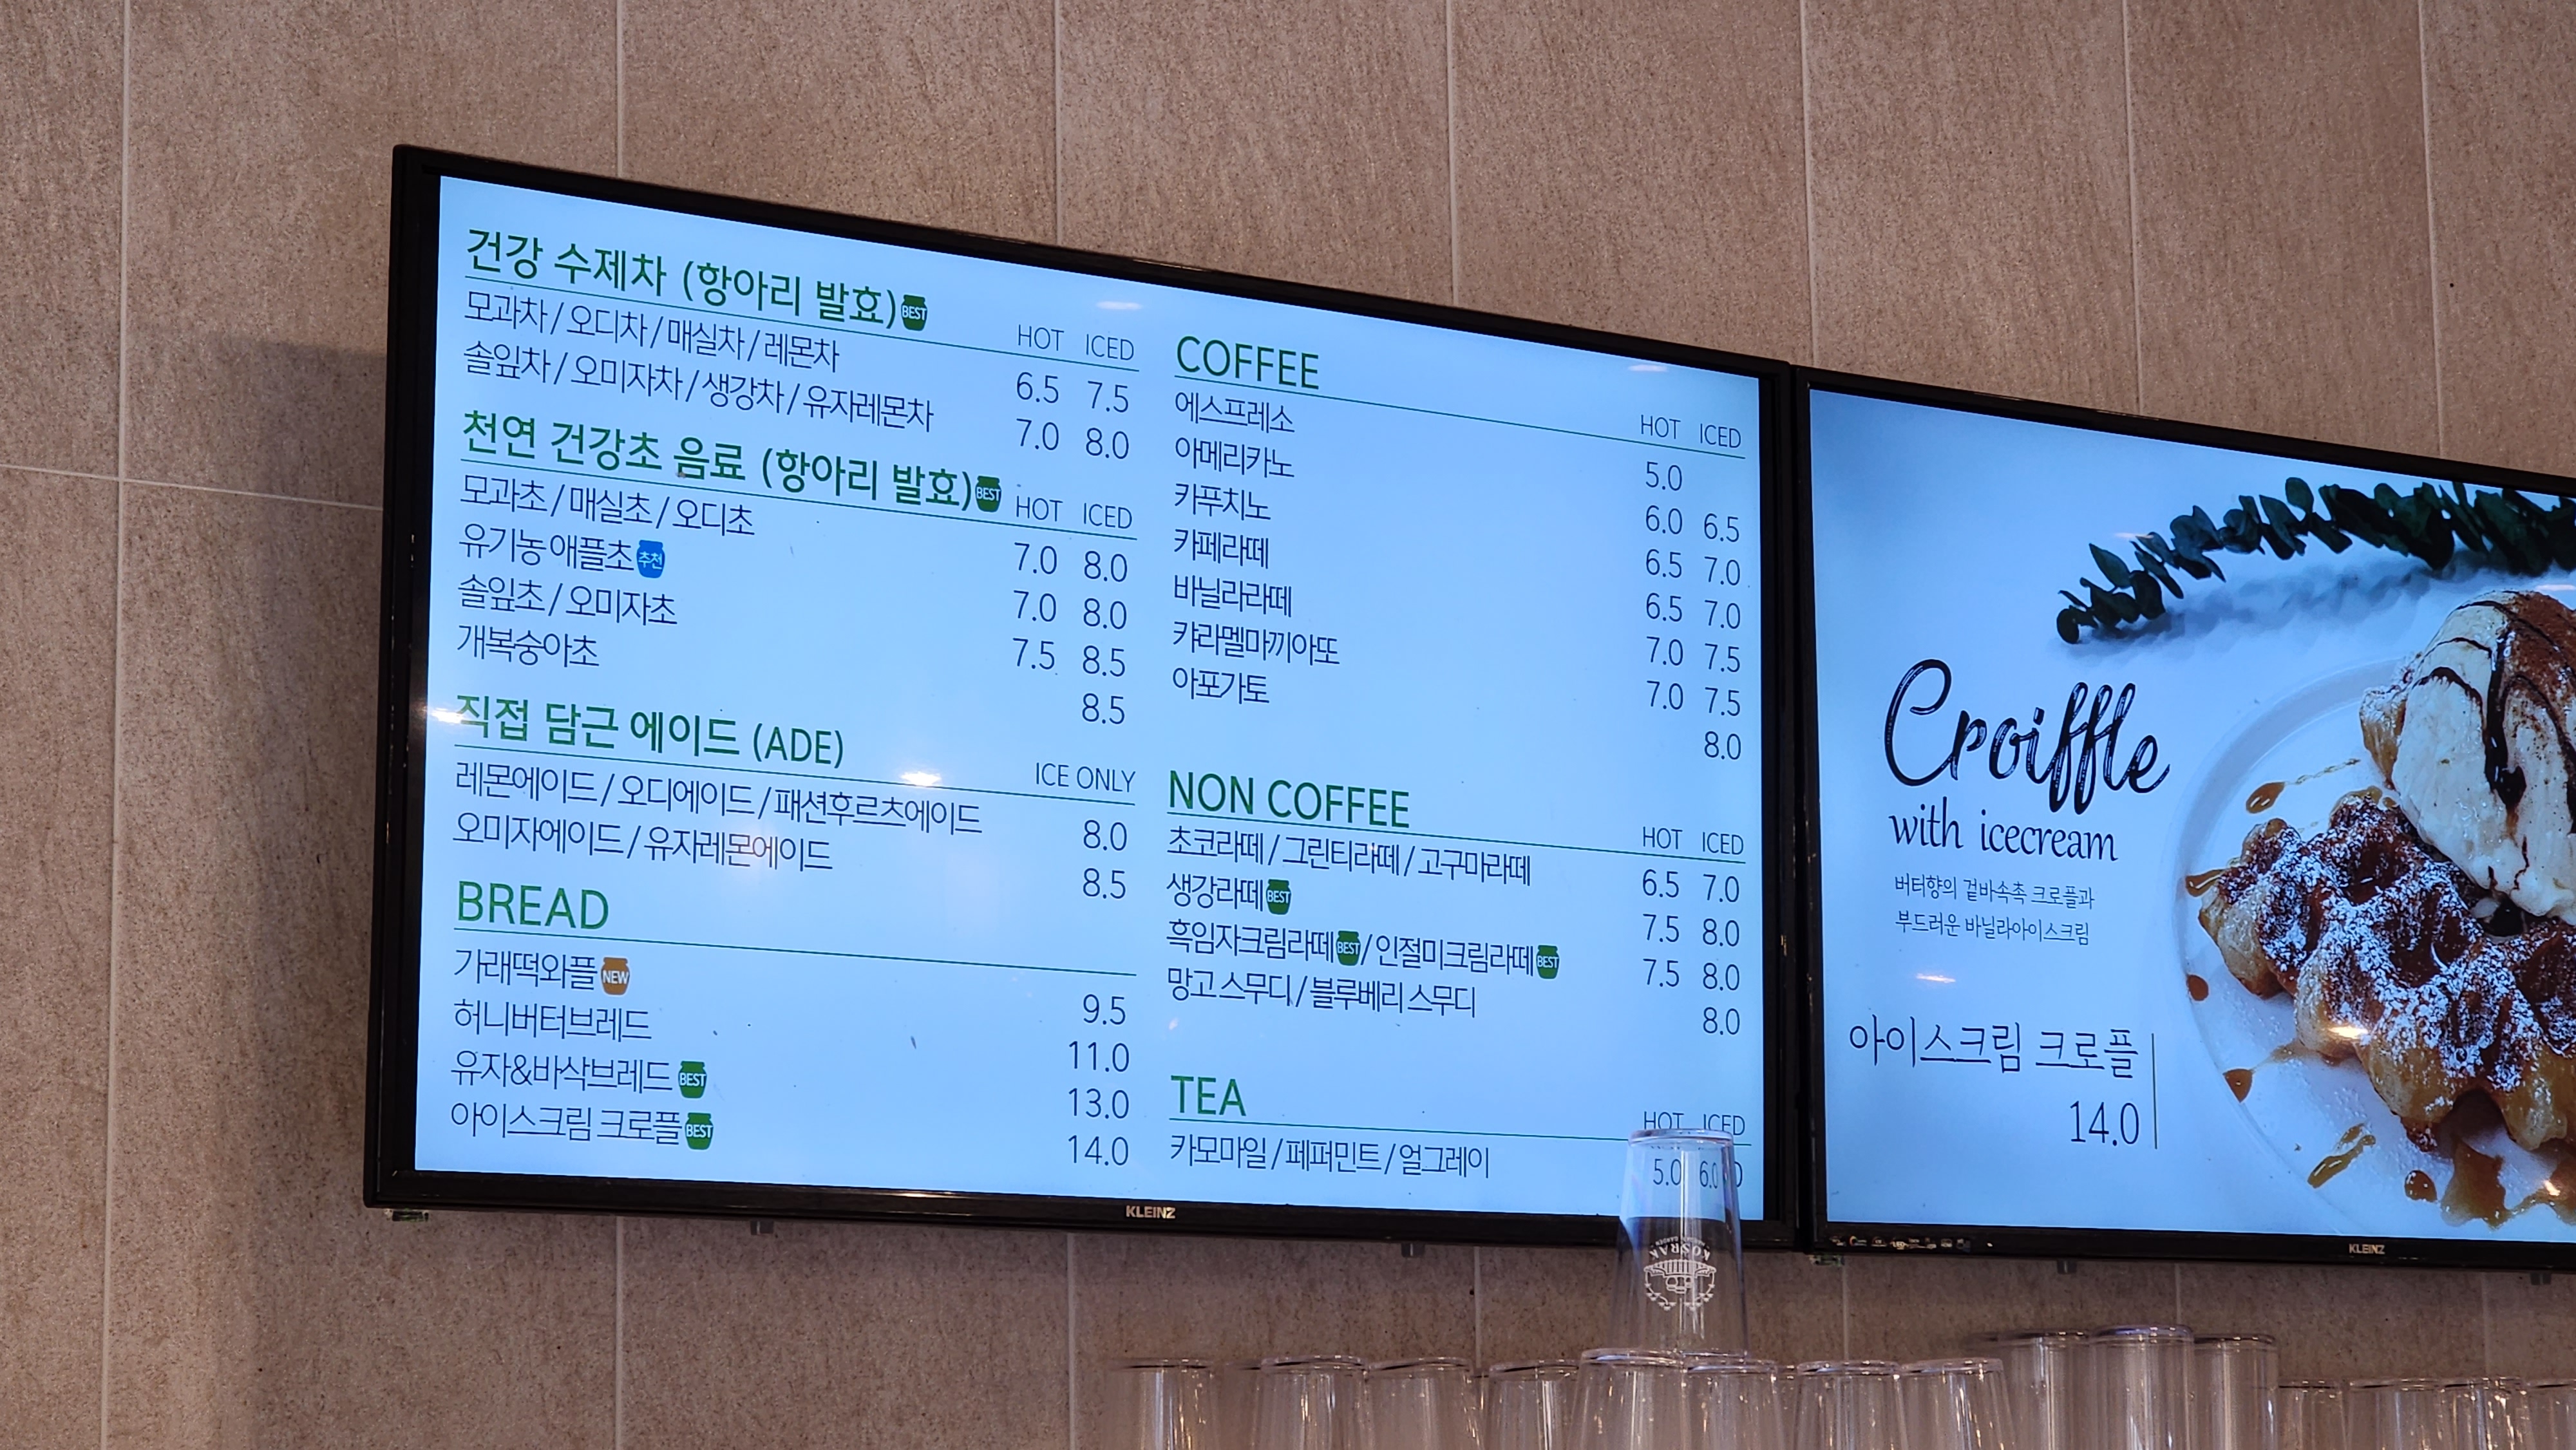 건강 수제차 (항아리 발효) BEST
HOT ICED
모과차 / 오디차 / 매실차 / 레몬차 6.5 7.5
솔잎차 / 오미자차 / 생강차 / 유자레몬차 7.0 8.0
천연 건강초 음료 (항아리 발효) BEST
HOT ICED
모과초 / 매실초 / 오디초 7.0 8.0
유기농 애플초 추천 7.0 8.0
솔잎초 / 오미자초 7.5 8.5
개복숭아초 8.5
직접 담근 에이드 (ADE)
ICE ONLY
레몬에이드 / 오디에이드 / 패션후르츠에이드 8.0
오미자에이드 / 유자레몬에이드 8.5
BREAD
가래떡와플 NEW 9.5
허니버터브레드 11.0
유자&바삭브레드 BEST 13.0
아이스크림 크로플 BEST 14.0
COFFEE
HOT ICED
에스프레소 5.0
아메리카노 6.0 6.5
카푸치노 6.5 7.0
카페라떼 6.5 7.0
바닐라라떼 7.0 7.5
캬라멜마끼아또 7.0 7.5
아포가토 8.0
NON COFFEE
HOT ICED
초코라떼 / 그린티라떼 / 고구마라떼 6.5 7.0
생강라떼 BEST 7.5 8.0
흑임자크림라떼 BEST / 인절미크림라떼 BEST 7.5 8.0
망고 스무디 / 블루베리 스무디 8.0
TEA
HOT ICED
카모마일 / 페퍼민트 / 얼그레이 5.0 6.0
KLEINZ
KOSRAK
Croiffle
with icecream
버터향의 겉바속촉 크로플과
부드러운 바닐라아이스크림
아이스크림 크로플
14.0
KLEINZ